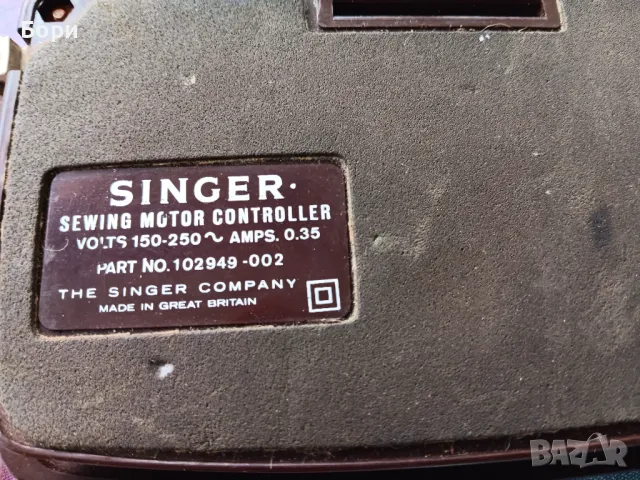 Бори
SINGER.
SEWING MOTOR CONTROLLER
VOLTS 150-250 ~ AMPS. 0.35
PART NO. 102949-002
THE SINGER COMPANY
MADE IN GREAT BRITAIN
BAZAR